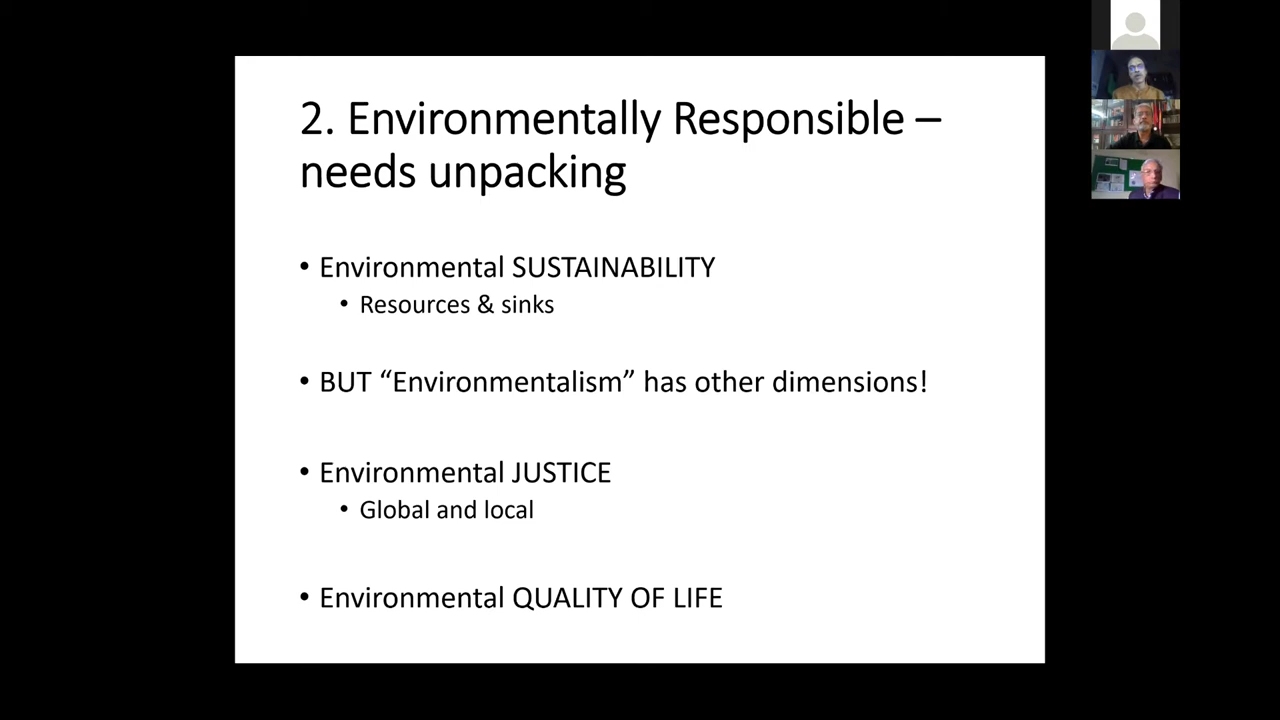 2. Environmentally Responsible –
needs unpacking
• Environmental SUSTAINABILITY
• Resources & sinks
• BUT “Environmentalism” has other dimensions!
• Environmental JUSTICE
• Global and local
• Environmental QUALITY OF LIFE